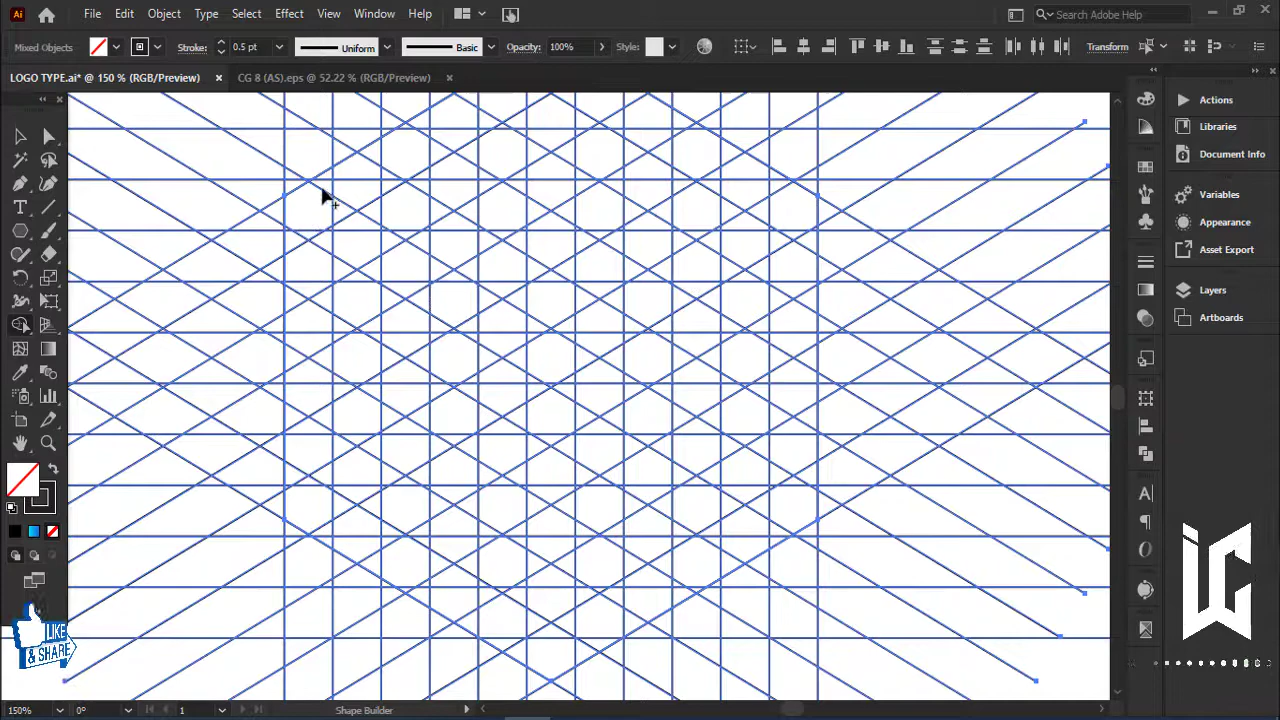 Ai File Edit Object Type Select Effect View Window Help Search Adobe Help
Mixed Objects Stroke: 0.5 pt Uniform Basic Opacity: 100% Style: Transform
LOGO TYPE.ai* @ 150 % (RGB/Preview) CG 8 (AS).eps @ 52.22 % (RGB/Preview)
Actions
Libraries
Document Info
Variables
Appearance
Asset Export
Layers
Artboards
LIKE
& SHARE
150% 0° 1 Shape Builder